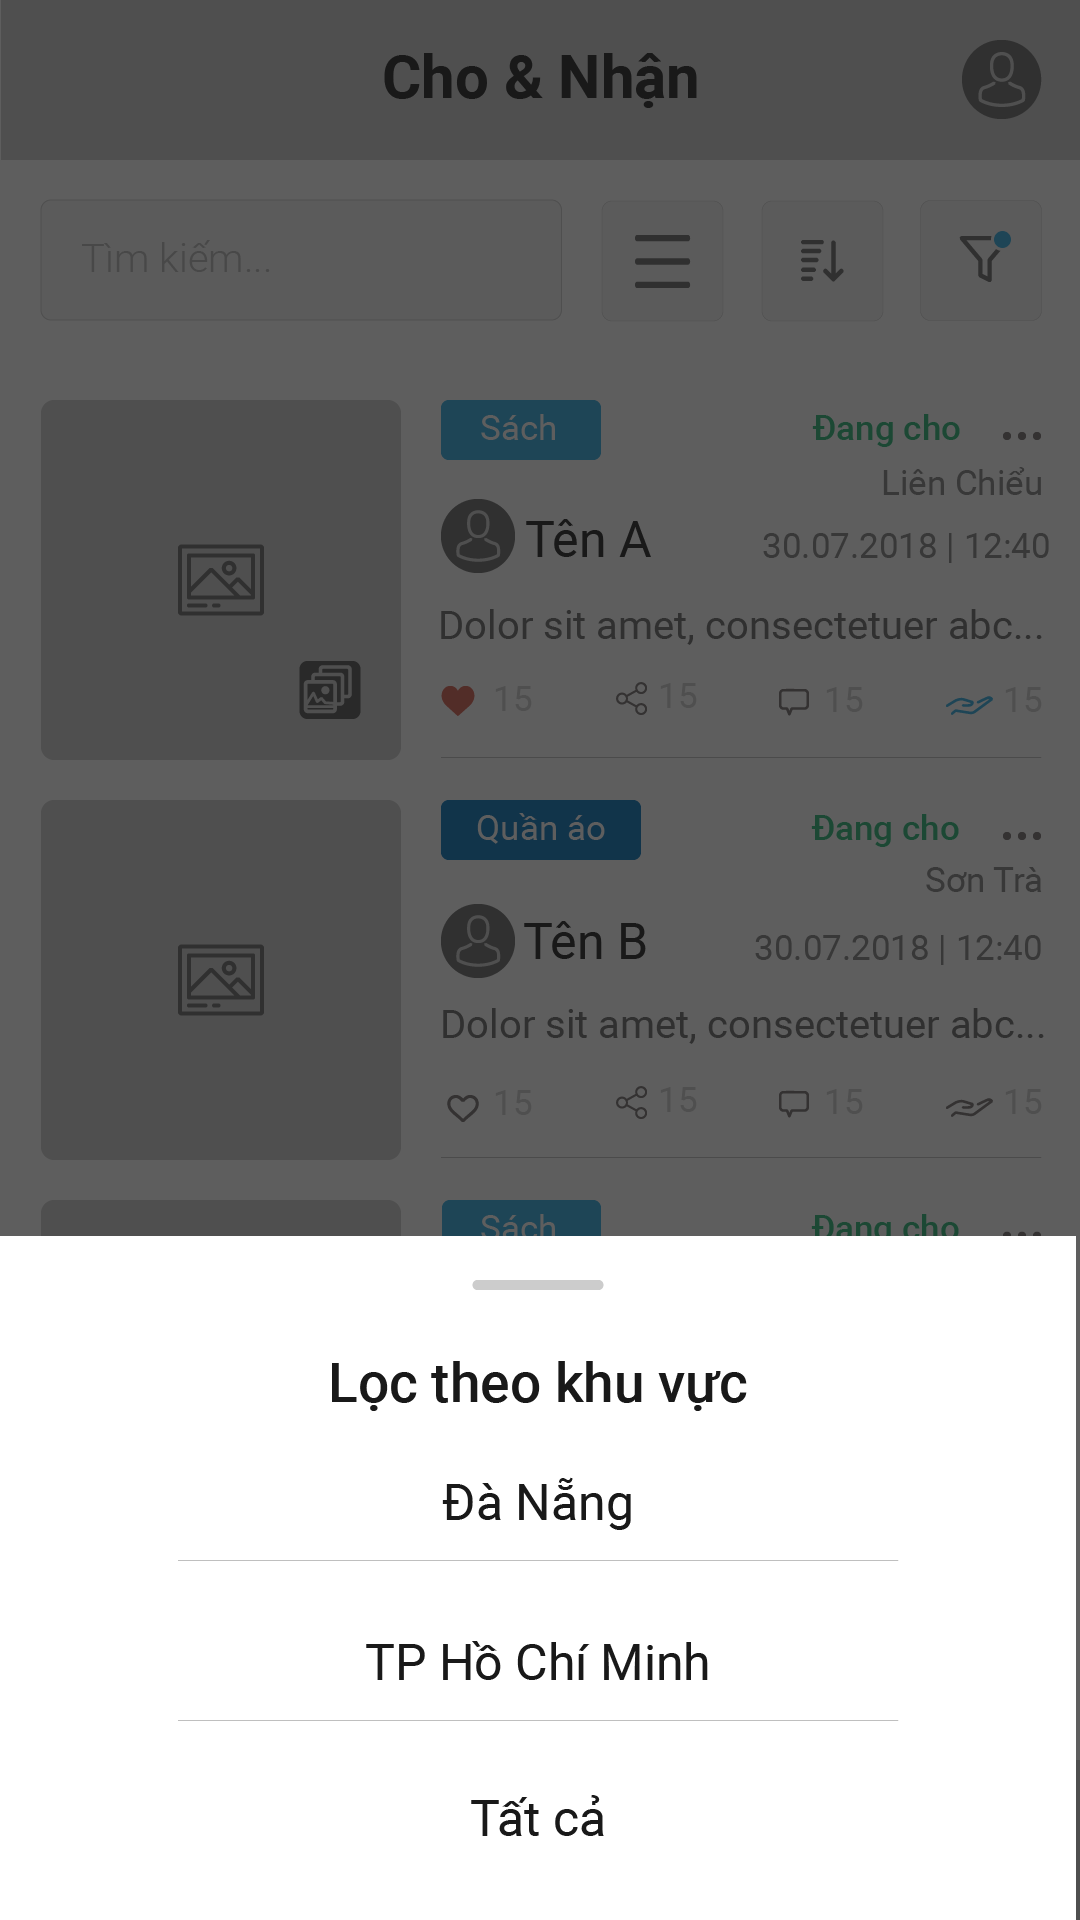 Cho & Nhận
Tìm kiếm...
Sách
Đang cho
Liên Chiểu
Tên A
30.07.2018 | 12:40
Dolor sit amet, consectetuer abc...
15 15 15 15
Quần áo
Đang cho
Sơn Trà
Tên B
30.07.2018 | 12:40
Dolor sit amet, consectetuer abc...
15 15 15 15
Sách
Đang cho
Lọc theo khu vực
Đà Nẵng
TP Hồ Chí Minh
Tất cả